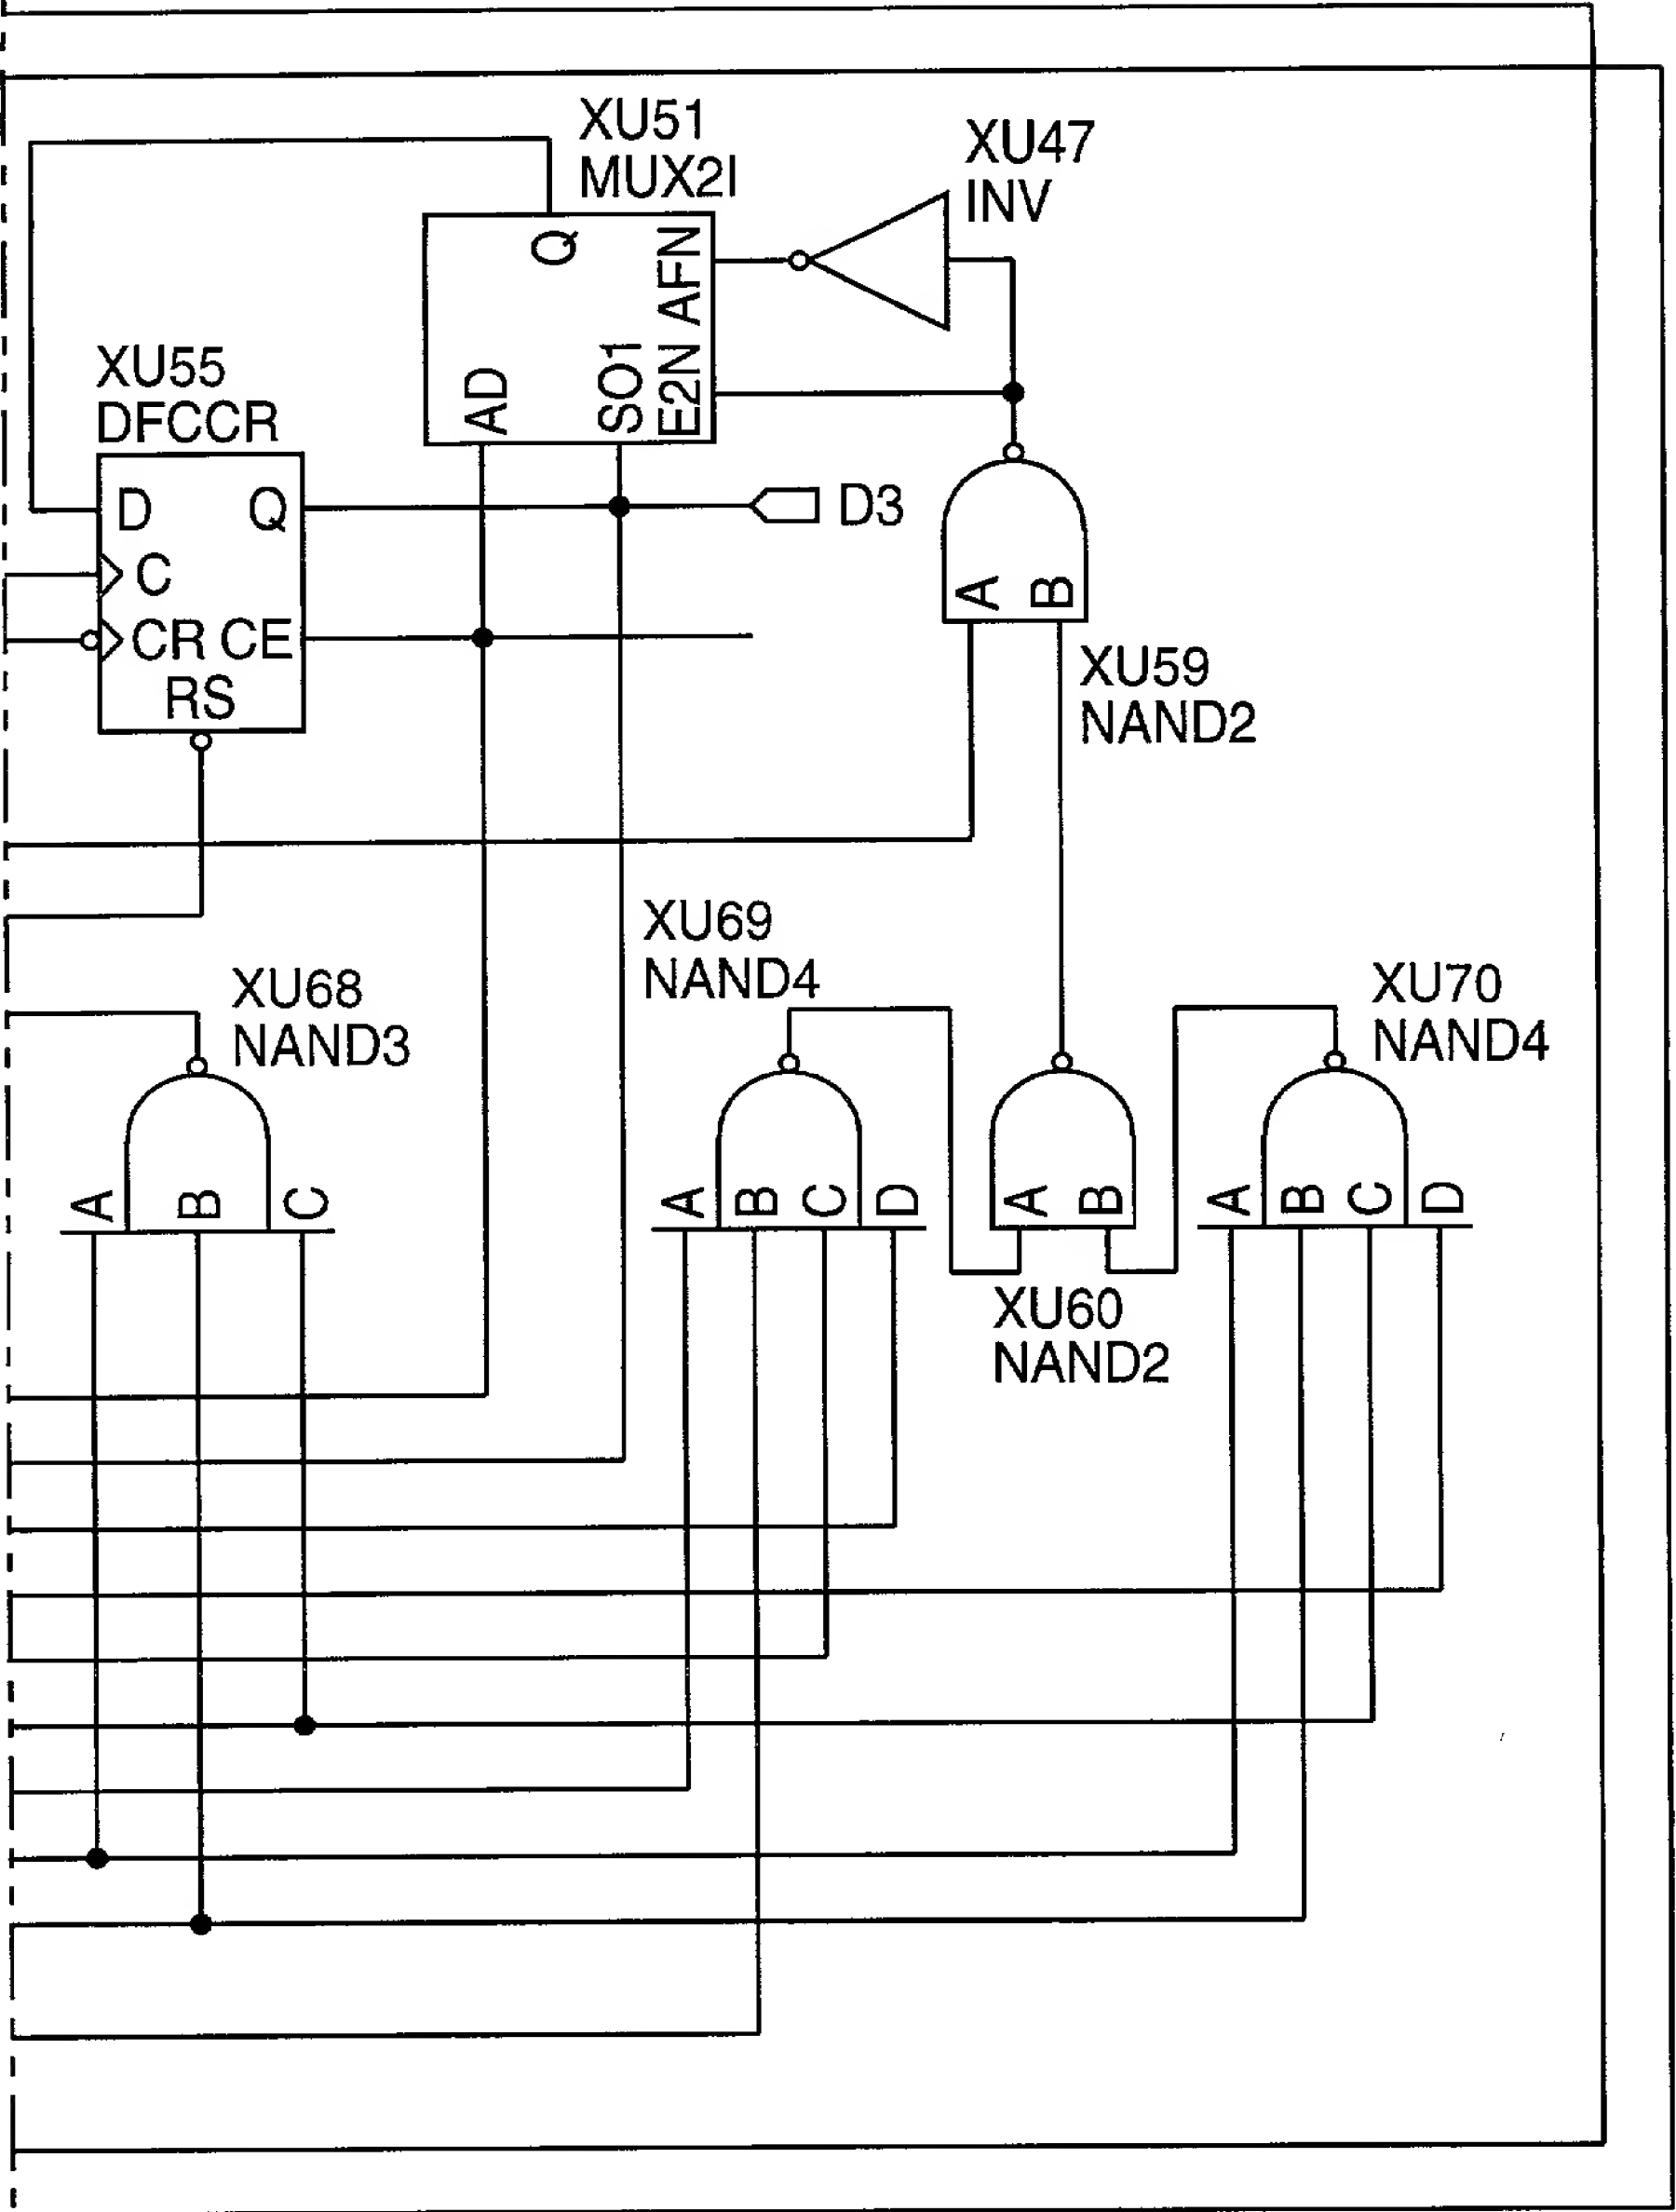 XU51
MUX2I
XU47
INV
Q
AFN
E2N
SO1
AD
XU55
DFCCR
D Q
C
CR CE
RS
D3
A B
XU59
NAND2
XU69
NAND4
XU70
NAND4
XU68
NAND3
A B C
A B C D
A B
A B C D
XU60
NAND2